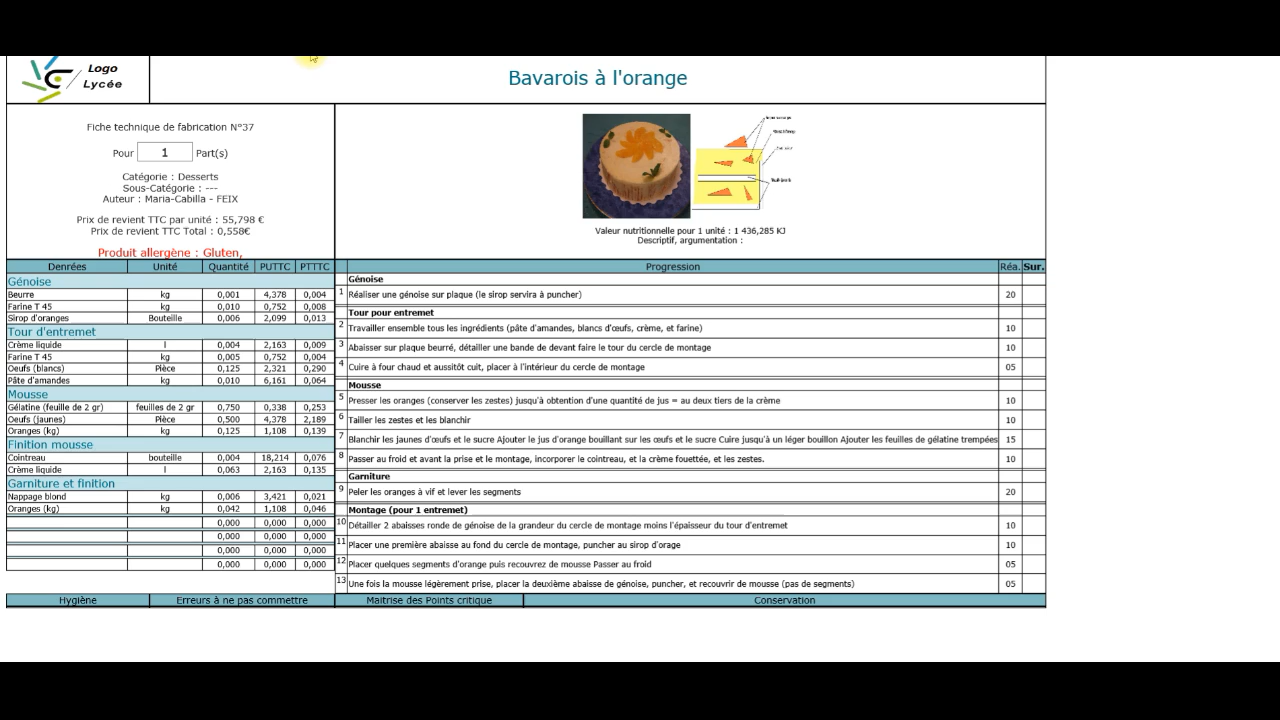 Logo
Lycée
Bavarois à l'orange
Fiche technique de fabrication N°37
Pour 1 Part(s)
Catégorie : Desserts
Sous-Catégorie : ---
Auteur : Maria-Cabilla - FEIX
Prix de revient TTC par unité : 55,798 €
Prix de revient TTC Total : 0,558€
Produit allergène : Gluten,
Valeur nutritionnelle pour 1 unité : 1 436,285 KJ
Descriptif, argumentation :
Denrées Unité Quantité PUTTC PTTTC
Génoise
Beurre kg 0,001 4,378 0,004
Farine T 45 kg 0,010 0,752 0,008
Sirop d'oranges Bouteille 0,006 2,099 0,013
Tour d'entremet
Crème liquide l 0,004 2,163 0,009
Farine T 45 kg 0,005 0,752 0,004
Oeufs (blancs) Pièce 0,125 2,321 0,290
Pâte d'amandes kg 0,010 6,161 0,064
Mousse
Gélatine (feuille de 2 gr) feuilles de 2 gr 0,750 0,338 0,253
Oeufs (jaunes) Pièce 0,500 4,378 2,189
Oranges (kg) kg 0,125 1,108 0,139
Finition mousse
Cointreau bouteille 0,004 18,214 0,076
Crème liquide l 0,063 2,163 0,135
Garniture et finition
Nappage blond kg 0,006 3,421 0,021
Oranges (kg) kg 0,042 1,108 0,046
0,000 0,000 0,000
0,000 0,000 0,000
0,000 0,000 0,000
0,000 0,000 0,000
Progression Réa. Sur.
Génoise
1 Réaliser une génoise sur plaque (le sirop servira à puncher) 20
Tour pour entremet
2 Travailler ensemble tous les ingrédients (pâte d'amandes, blancs d'œufs, crème, et farine) 10
3 Abaisser sur plaque beurré, détailler une bande de devant faire le tour du cercle de montage 10
4 Cuire à four chaud et aussitôt cuit, placer à l'intérieur du cercle de montage 05
Mousse
5 Presser les oranges (conserver les zestes) jusqu'à obtention d'une quantité de jus = au deux tiers de la crème 10
6 Tailler les zestes et les blanchir 10
7 Blanchir les jaunes d'œufs et le sucre Ajouter le jus d'orange bouillant sur les œufs et le sucre Cuire jusqu'à un léger bouillon Ajouter les feuilles de gélatine trempées 15
8 Passer au froid et avant la prise et le montage, incorporer le cointreau, et la crème fouettée, et les zestes. 10
Garniture
9 Peler les oranges à vif et lever les segments 20
Montage (pour 1 entremet)
10 Détailler 2 abaisses ronde de génoise de la grandeur du cercle de montage moins l'épaisseur du tour d'entremet 10
11 Placer une première abaisse au fond du cercle de montage, puncher au sirop d'orage 10
12 Placer quelques segments d'orange puis recouvrez de mousse Passer au froid 05
13 Une fois la mousse légèrement prise, placer la deuxième abaisse de génoise, puncher, et recouvrir de mousse (pas de segments) 05
Hygiène Erreurs à ne pas commettre Maitrise des Points critique Conservation